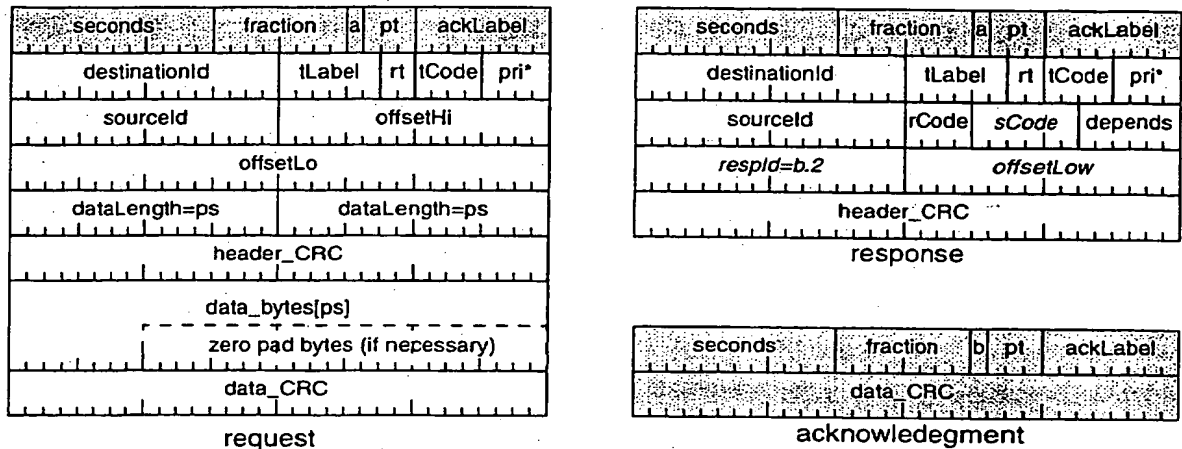 seconds fraction a pt ackLabel
destinationId tLabel rt tCode pri*
sourceId offsetHi
offsetLo
dataLength=ps dataLength=ps
header_CRC
data_bytes[ps]
zero pad bytes (if necessary)
data_CRC
request
seconds fraction a pt ackLabel
destinationId tLabel rt tCode pri*
sourceId rCode sCode depends
respId=b.2 offsetLow
header_CRC
response
seconds fraction b pt ackLabel
data_CRC
acknowledegment